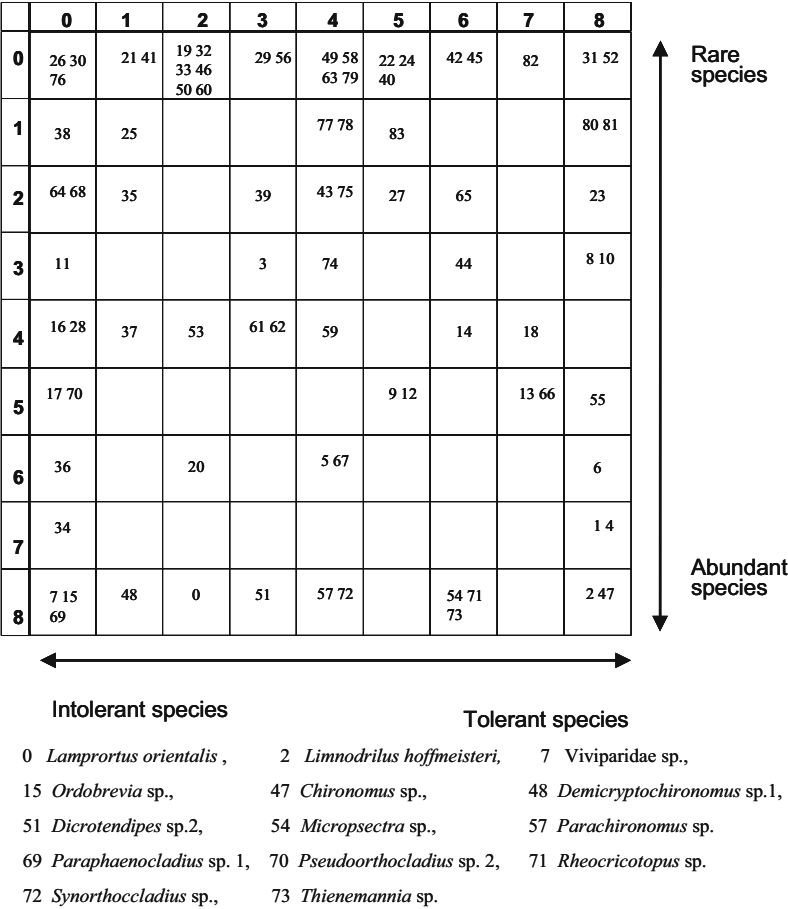 0 1 2 3 4 5 6 7 8
0 26 30 76 21 41 19 32 33 46 50 60 29 56 49 58 63 79 22 24 40 42 45 82 31 52
Rare species
1 38 25 77 78 83 80 81
2 64 68 35 39 43 75 27 65 23
3 11 3 74 44 8 10
4 16 28 37 53 61 62 59 14 18
5 17 70 9 12 13 66 55
6 36 20 5 67 6
7 34 1 4
Abundant species
8 7 15 69 48 0 51 57 72 54 71 73 2 47
Intolerant species
Tolerant species
0 Lamprortus orientalis , 2 Limnodrilus hoffmeisteri, 7 Viviparidae sp.,
15 Ordobrevia sp., 47 Chironomus sp., 48 Demicryptochironomus sp.1,
51 Dicrotendipes sp.2, 54 Micropsectra sp., 57 Parachironomus sp.
69 Paraphaenocladius sp. 1, 70 Pseudoorthocladius sp. 2, 71 Rheocricotopus sp.
72 Synorthoccladius sp., 73 Thienemannia sp.